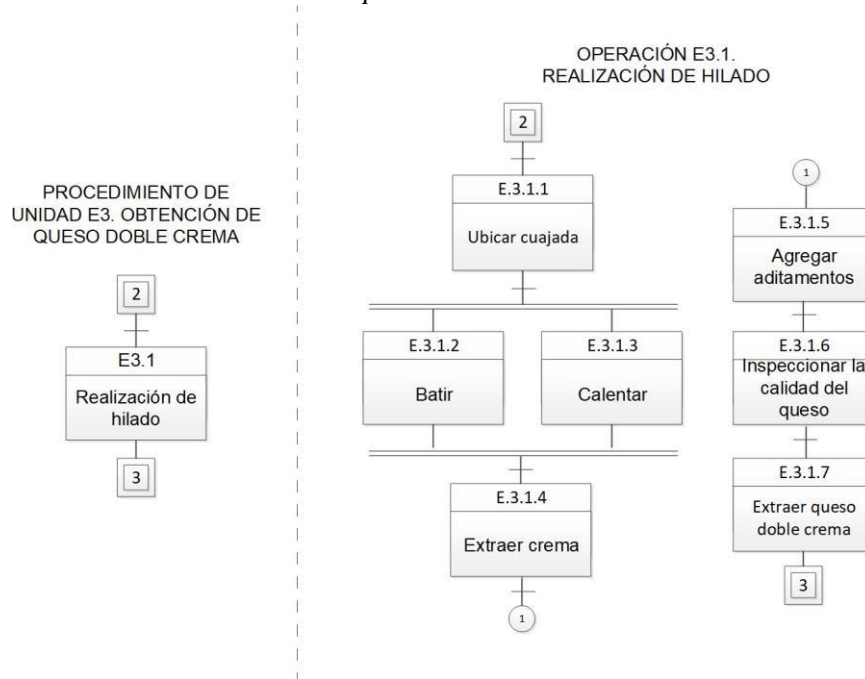 PROCEDIMIENTO DE
UNIDAD E3. OBTENCIÓN DE
QUESO DOBLE CREMA
2
E3.1
Realización de
hilado
3
OPERACIÓN E3.1.
REALIZACIÓN DE HILADO
2
E.3.1.1
Ubicar cuajada
E.3.1.2
Batir
E.3.1.3
Calentar
E.3.1.4
Extraer crema
1
1
E.3.1.5
Agregar
aditamentos
E.3.1.6
Inspeccionar la
calidad del
queso
E.3.1.7
Extraer queso
doble crema
3